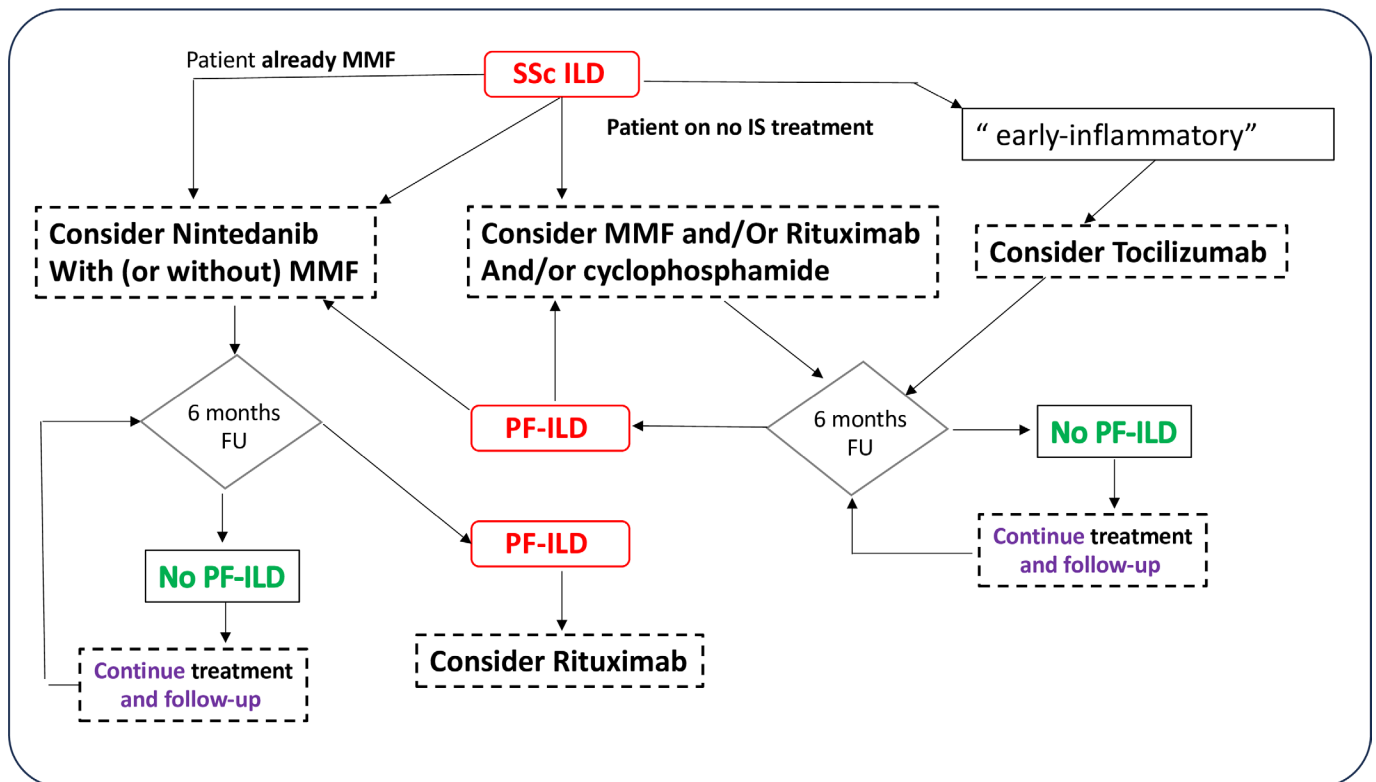 Patient already MMF
SSc ILD
Patient on no IS treatment
“ early-inflammatory”
Consider Nintedanib
With (or without) MMF
Consider MMF and/Or Rituximab
And/or cyclophosphamide
Consider Tocilizumab
6 months
FU
PF-ILD
6 months
FU
No PF-ILD
PF-ILD
Continue treatment
and follow-up
No PF-ILD
Consider Rituximab
Continue treatment
and follow-up